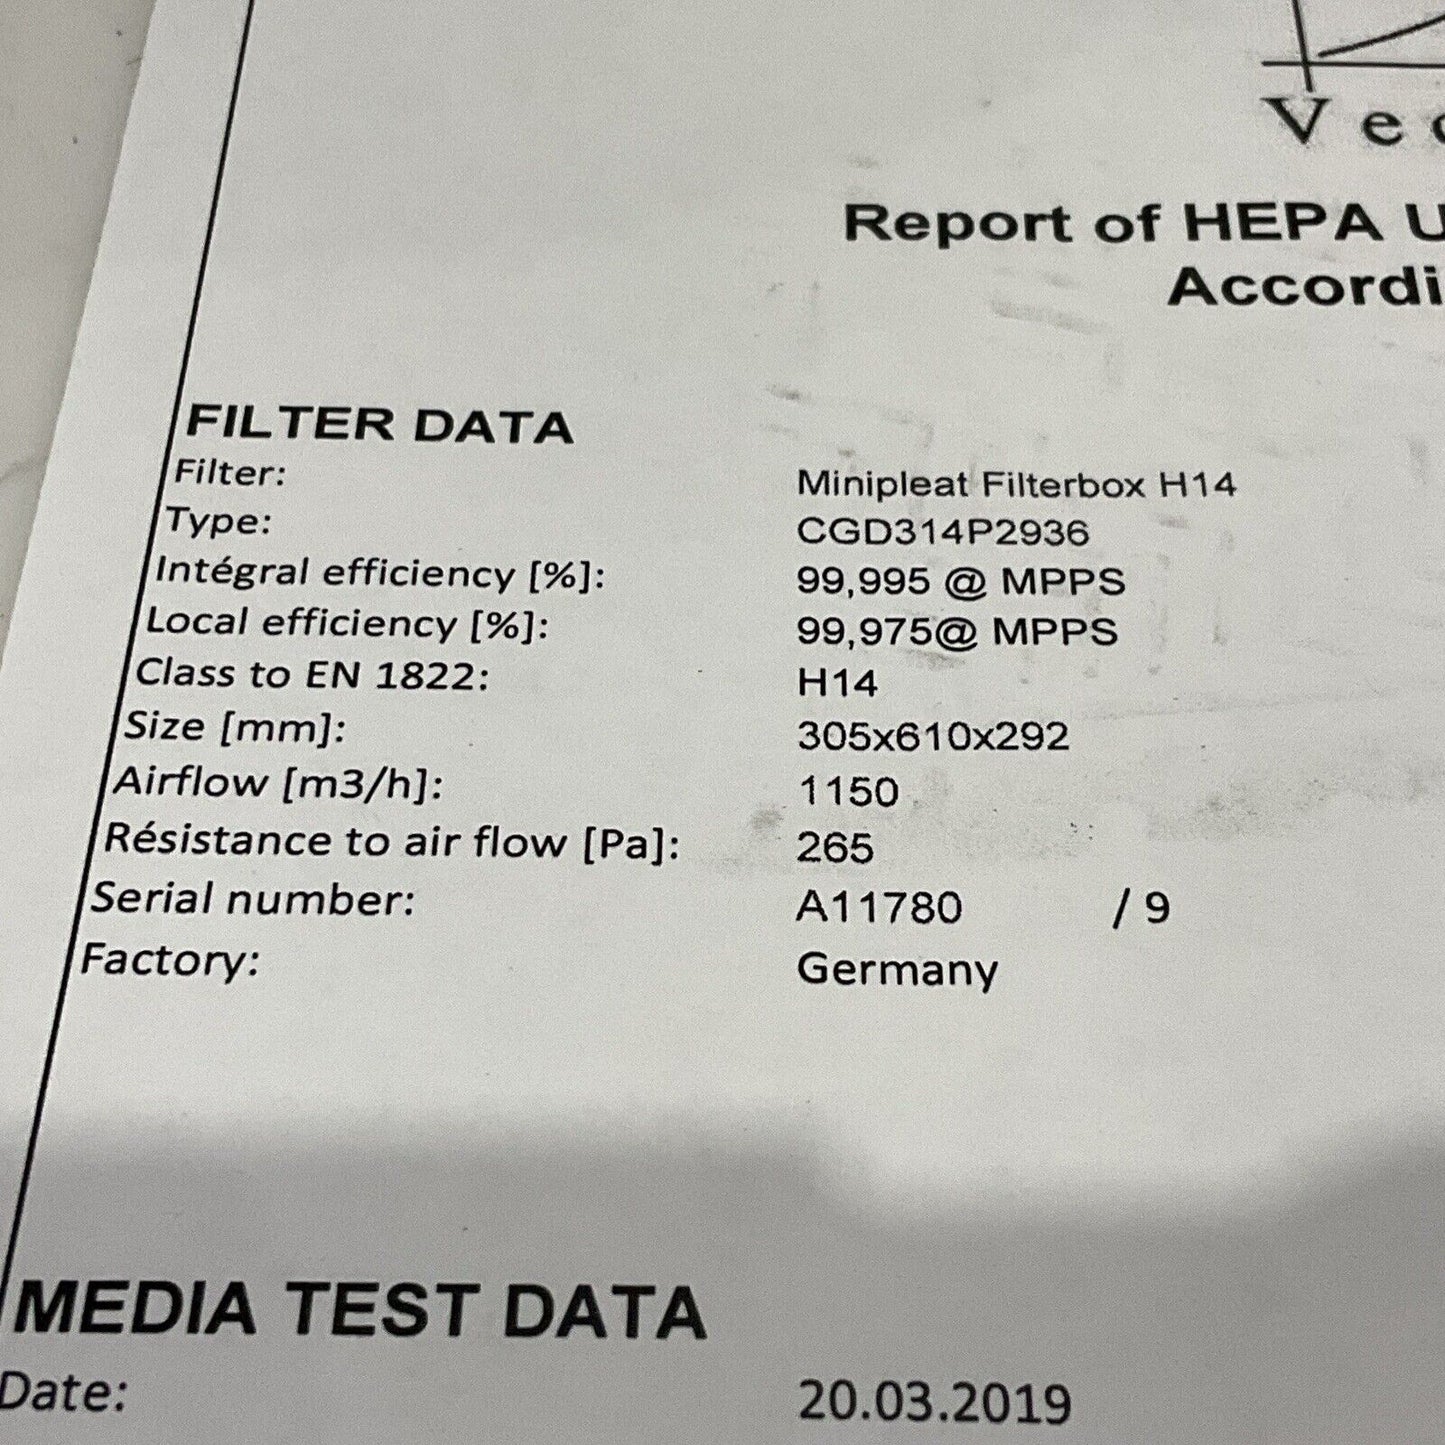 Ve
Report of HEPA U
Accordi
FILTER DATA
Filter: Minipleat Filterbox H14
Type: CGD314P2936
Intégral efficiency [%]: 99,995 @ MPPS
Local efficiency [%]: 99,975@ MPPS
Class to EN 1822: H14
Size [mm]: 305x610x292
Airflow [m3/h]: 1150
Résistance to air flow [Pa]: 265
Serial number: A11780 / 9
Factory: Germany
MEDIA TEST DATA
Date: 20.03.2019